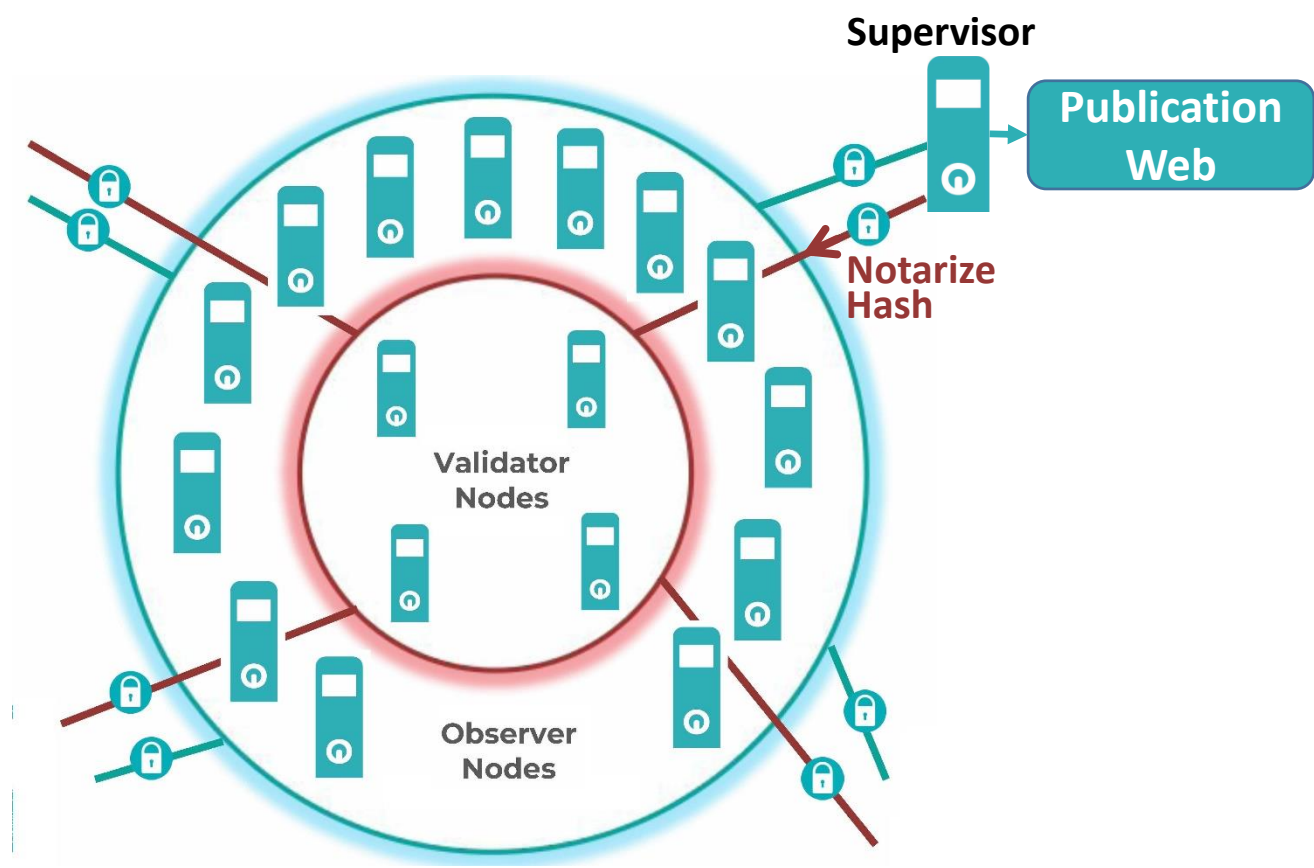 Supervisor
Publication
Web
Notarize
Hash
Validator
Nodes
Observer
Nodes